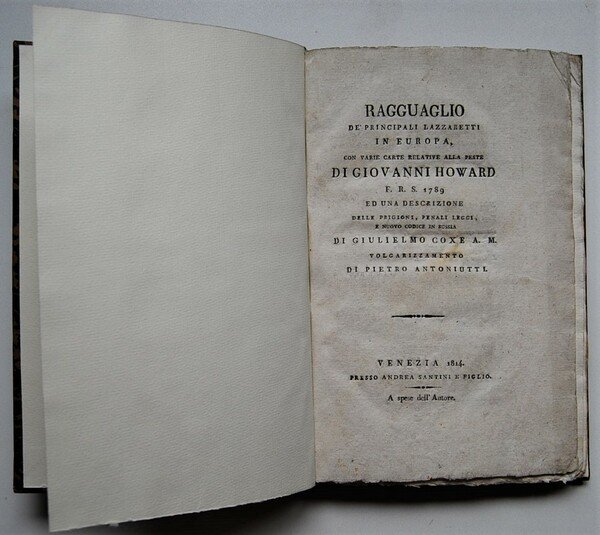 RAGGUAGLIO
DE' PRINCIPALI LAZZARETTI
IN EUROPA,
CON VARIE CARTE RELATIVE ALLA PESTE
DI GIOVANNI HOWARD
F. R. S. 1789
ED UNA DESCRIZIONE
DELLE PRIGIONI, PENALI LEGGI,
E NUOVO CODICE IN RUSSIA
DI GIULIELMO COXE A. M.
VOLGARIZZAMENTO
DI PIETRO ANTONIUTTI.
VENEZIA 1814.
PRESSO ANDREA SANTINI E FIGLIO.
A spese dell'Autore.